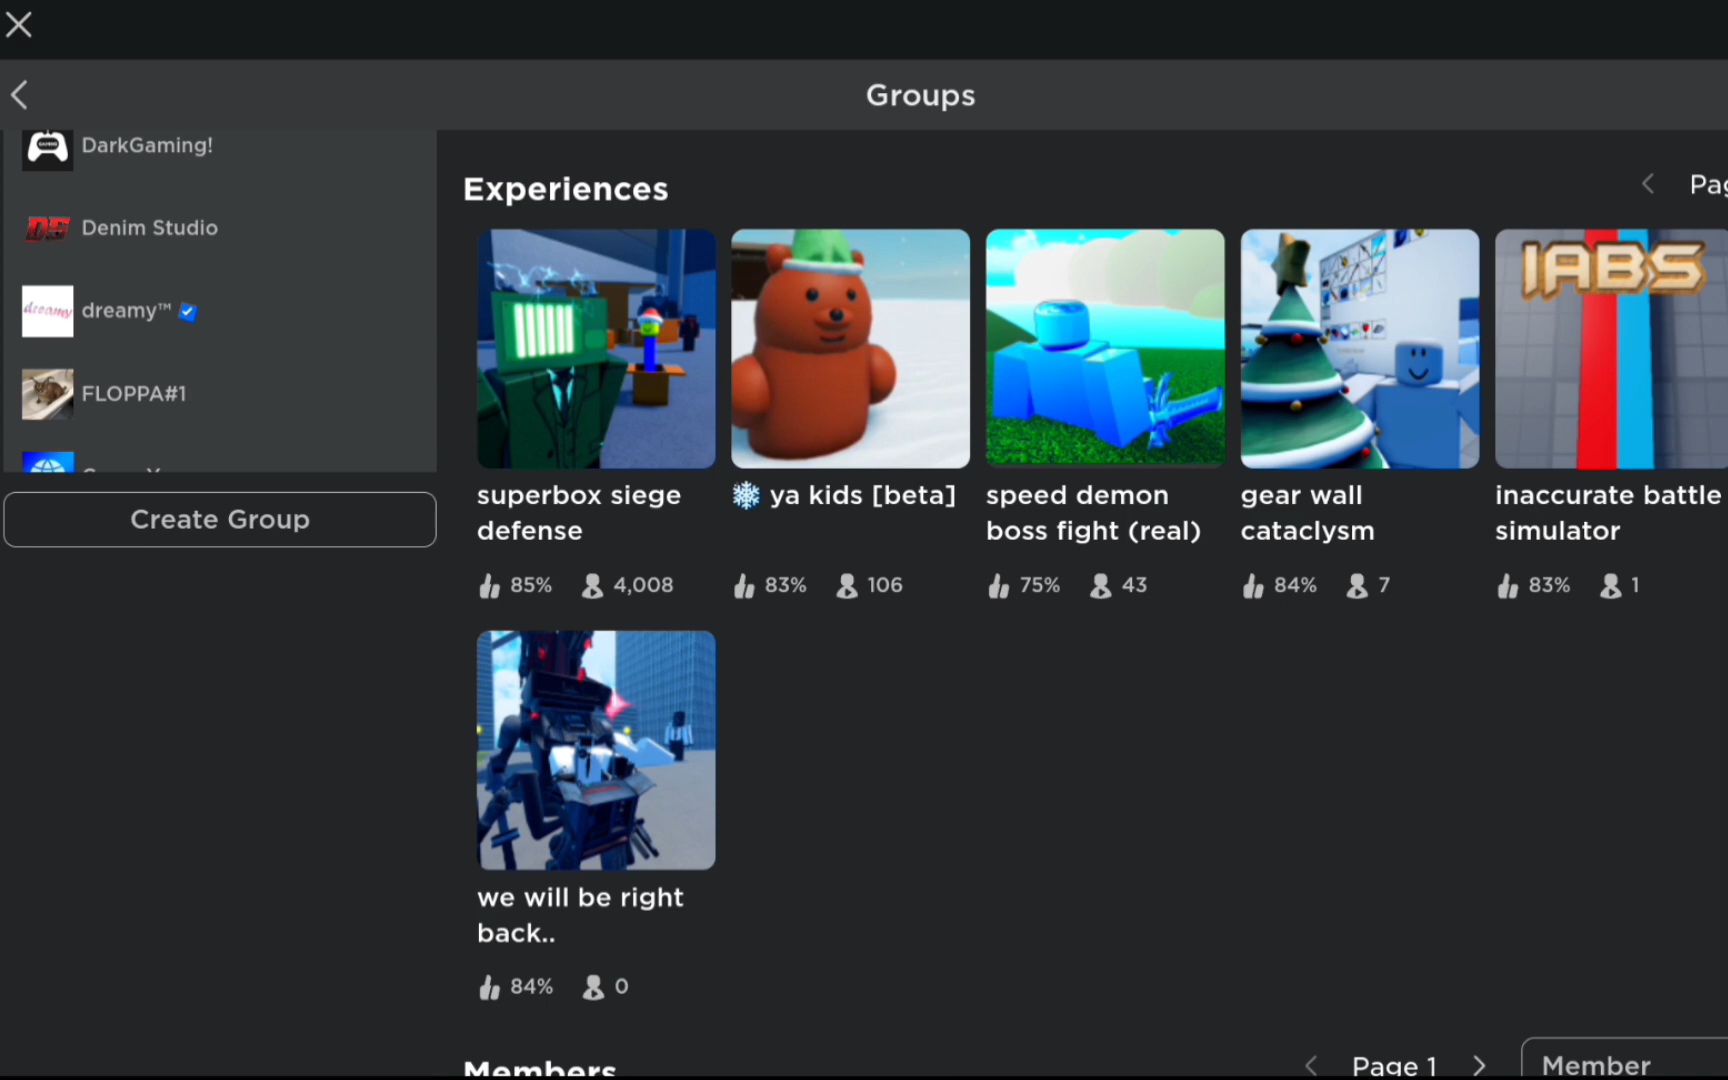 Groups
DarkGaming!
Denim Studio
dreamy
dreamy™
FLOPPA#1
Create Group
Experiences
IABS
superbox siege
defense
85% 4,008
ya kids [beta]
83% 106
speed demon
boss fight (real)
75% 43
gear wall
cataclysm
84% 7
inaccurate battle
simulator
83% 1
we will be right
back..
84% 0
Members
Page 1
Member